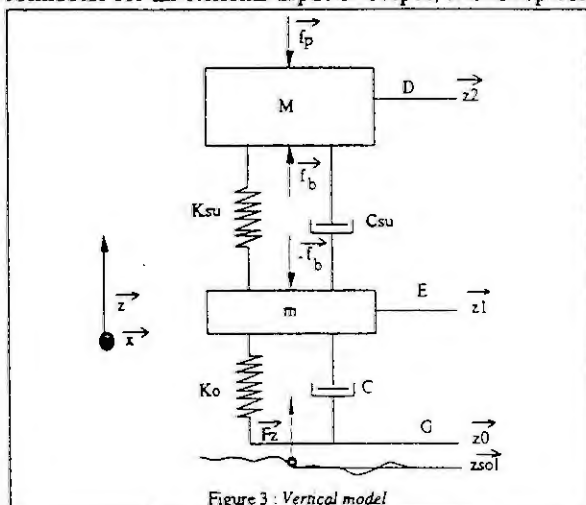 fp
D
z2
M
fb
Ksu
Csu
-fb
z
E
z1
m
x
Ko
C
Fz
G
z0
zsol
Figure 3 : Vertical model